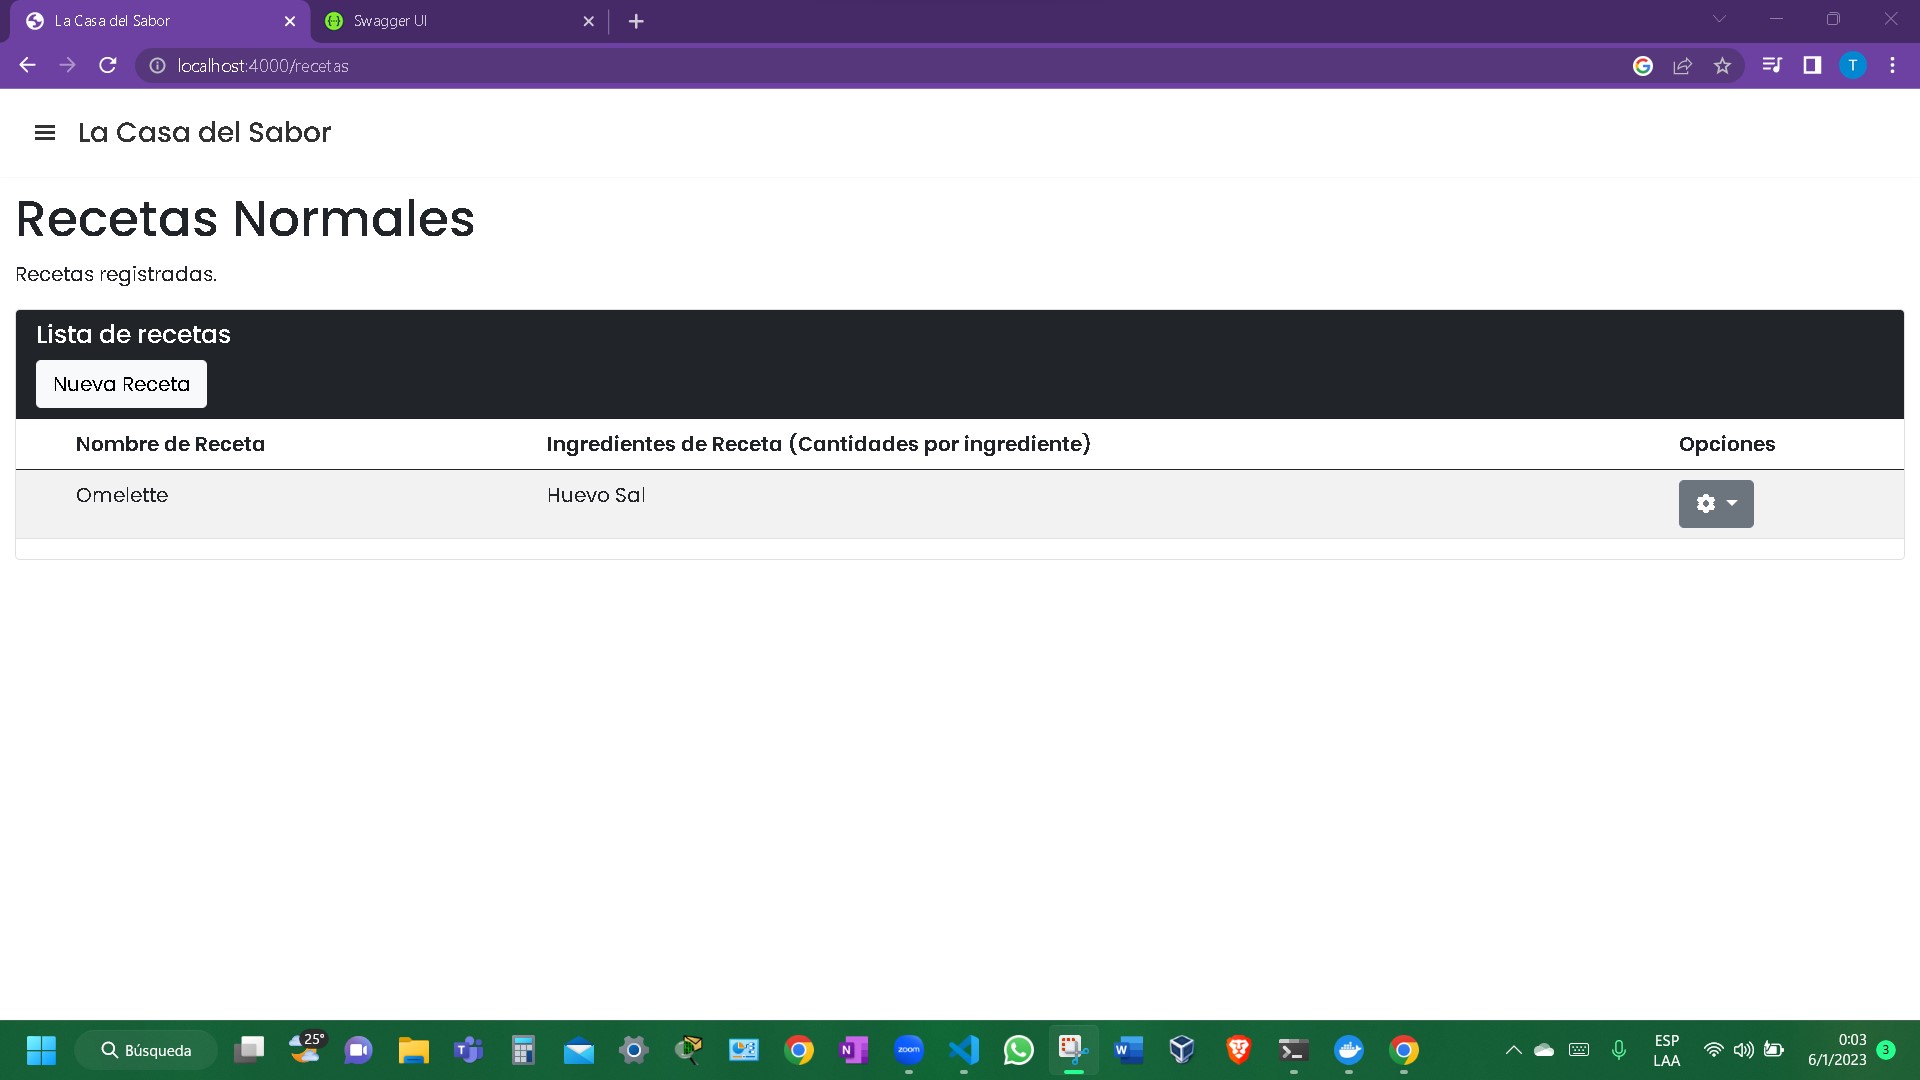 La Casa del Sabor
Swagger UI
localhost:4000/recetas
T
La Casa del Sabor
Recetas Normales
Recetas registradas.
Lista de recetas
Nueva Receta
Nombre de Receta Ingredientes de Receta (Cantidades por ingrediente) Opciones
Omelette Huevo Sal
25°
Búsqueda
zoom
ESP
LAA
0:03
6/1/2023
3